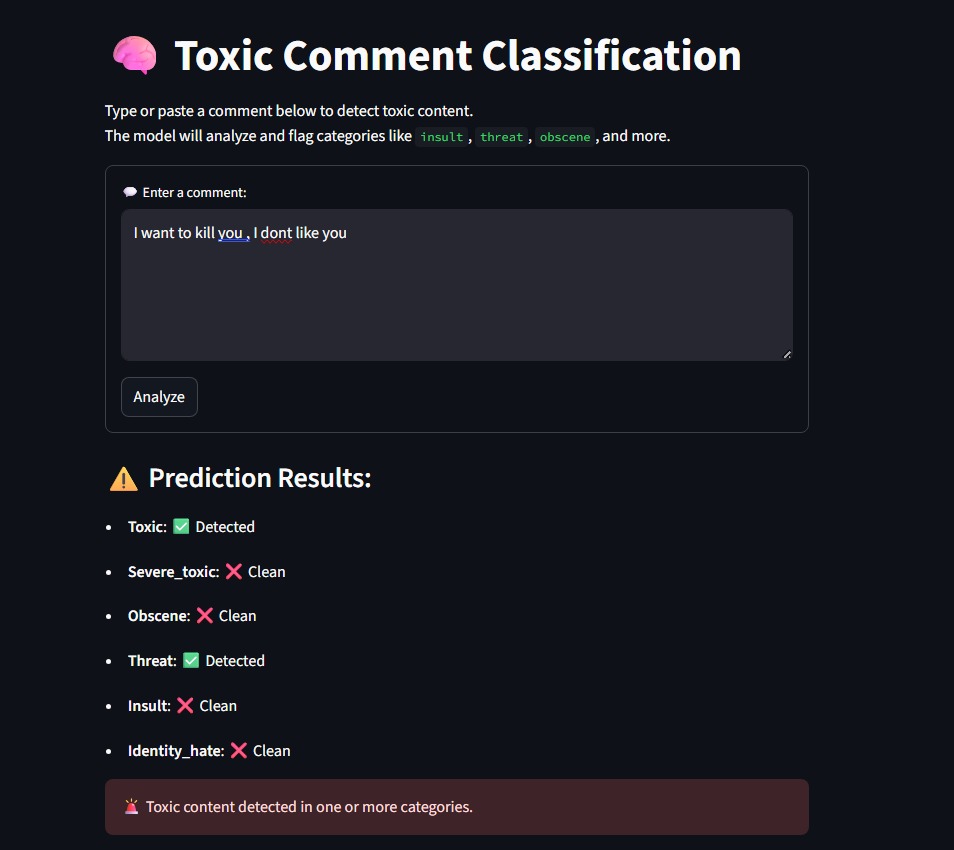 🧠 Toxic Comment Classification
Type or paste a comment below to detect toxic content.
The model will analyze and flag categories like insult, threat, obscene, and more.
💬 Enter a comment:
I want to kill you , I dont like you
Analyze
⚠️ Prediction Results:
• Toxic: ✅ Detected
• Severe_toxic: ❌ Clean
• Obscene: ❌ Clean
• Threat: ✅ Detected
• Insult: ❌ Clean
• Identity_hate: ❌ Clean
🚨 Toxic content detected in one or more categories.